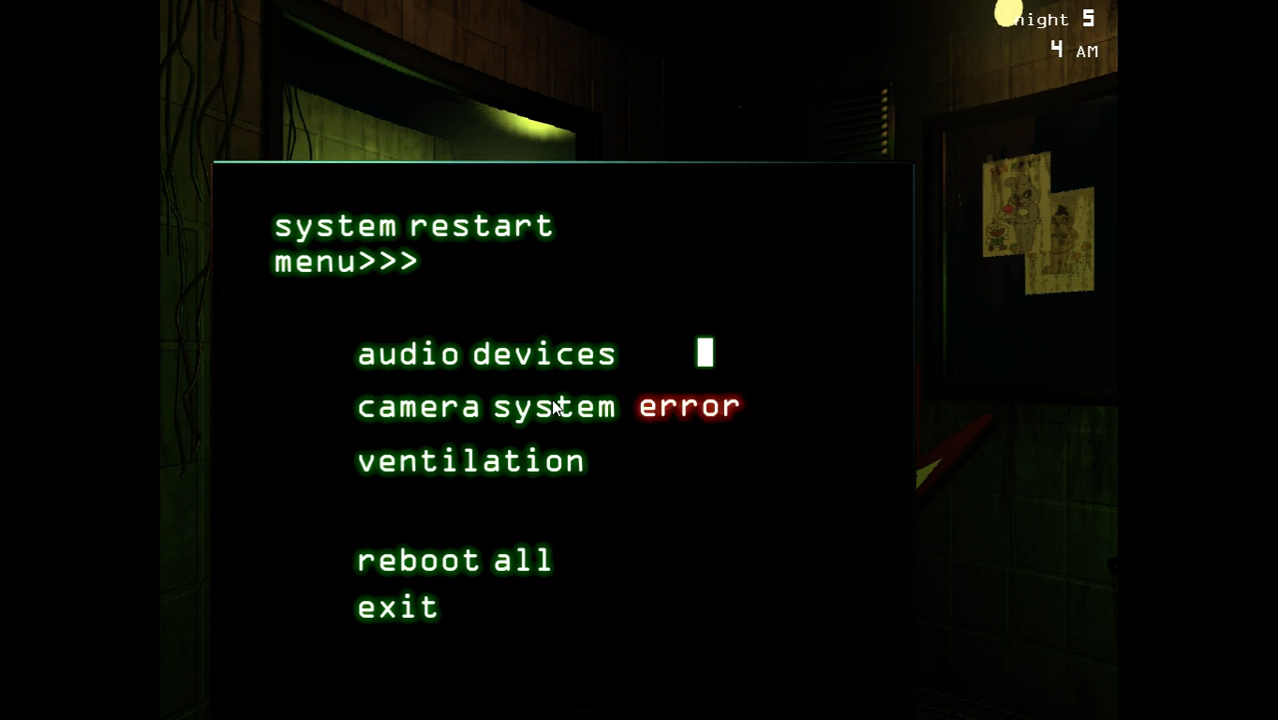 night 5
4 AM
system restart
menu>>>
audio devices
camera system error
ventilation
reboot all
exit